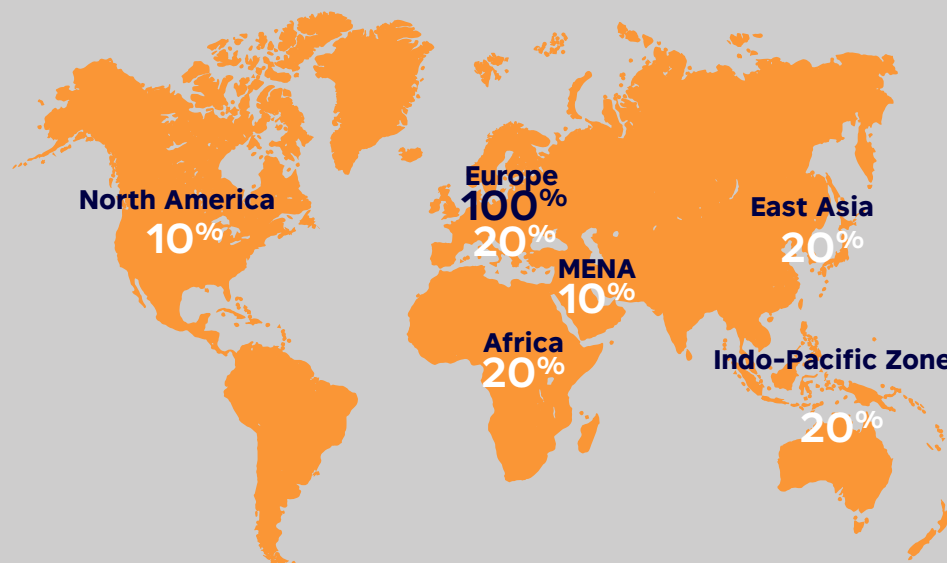 Europe
100%
20%
North America
10%
East Asia
20%
MENA
10%
Africa
20%
Indo-Pacific Zone
20%